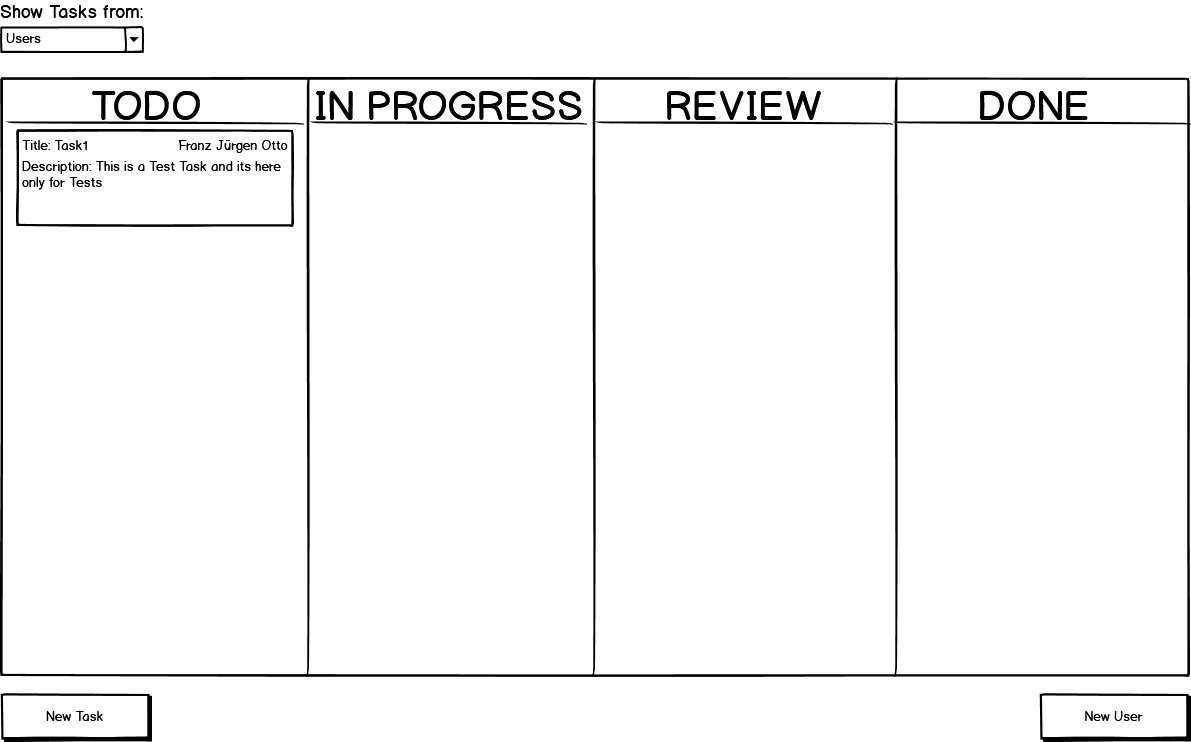 Show Tasks from:
Users
TODO
IN PROGRESS
REVIEW
DONE
Title: Task1
Franz Jürgen Otto
Description: This is a Test Task and its here
only for Tests
New Task
New User